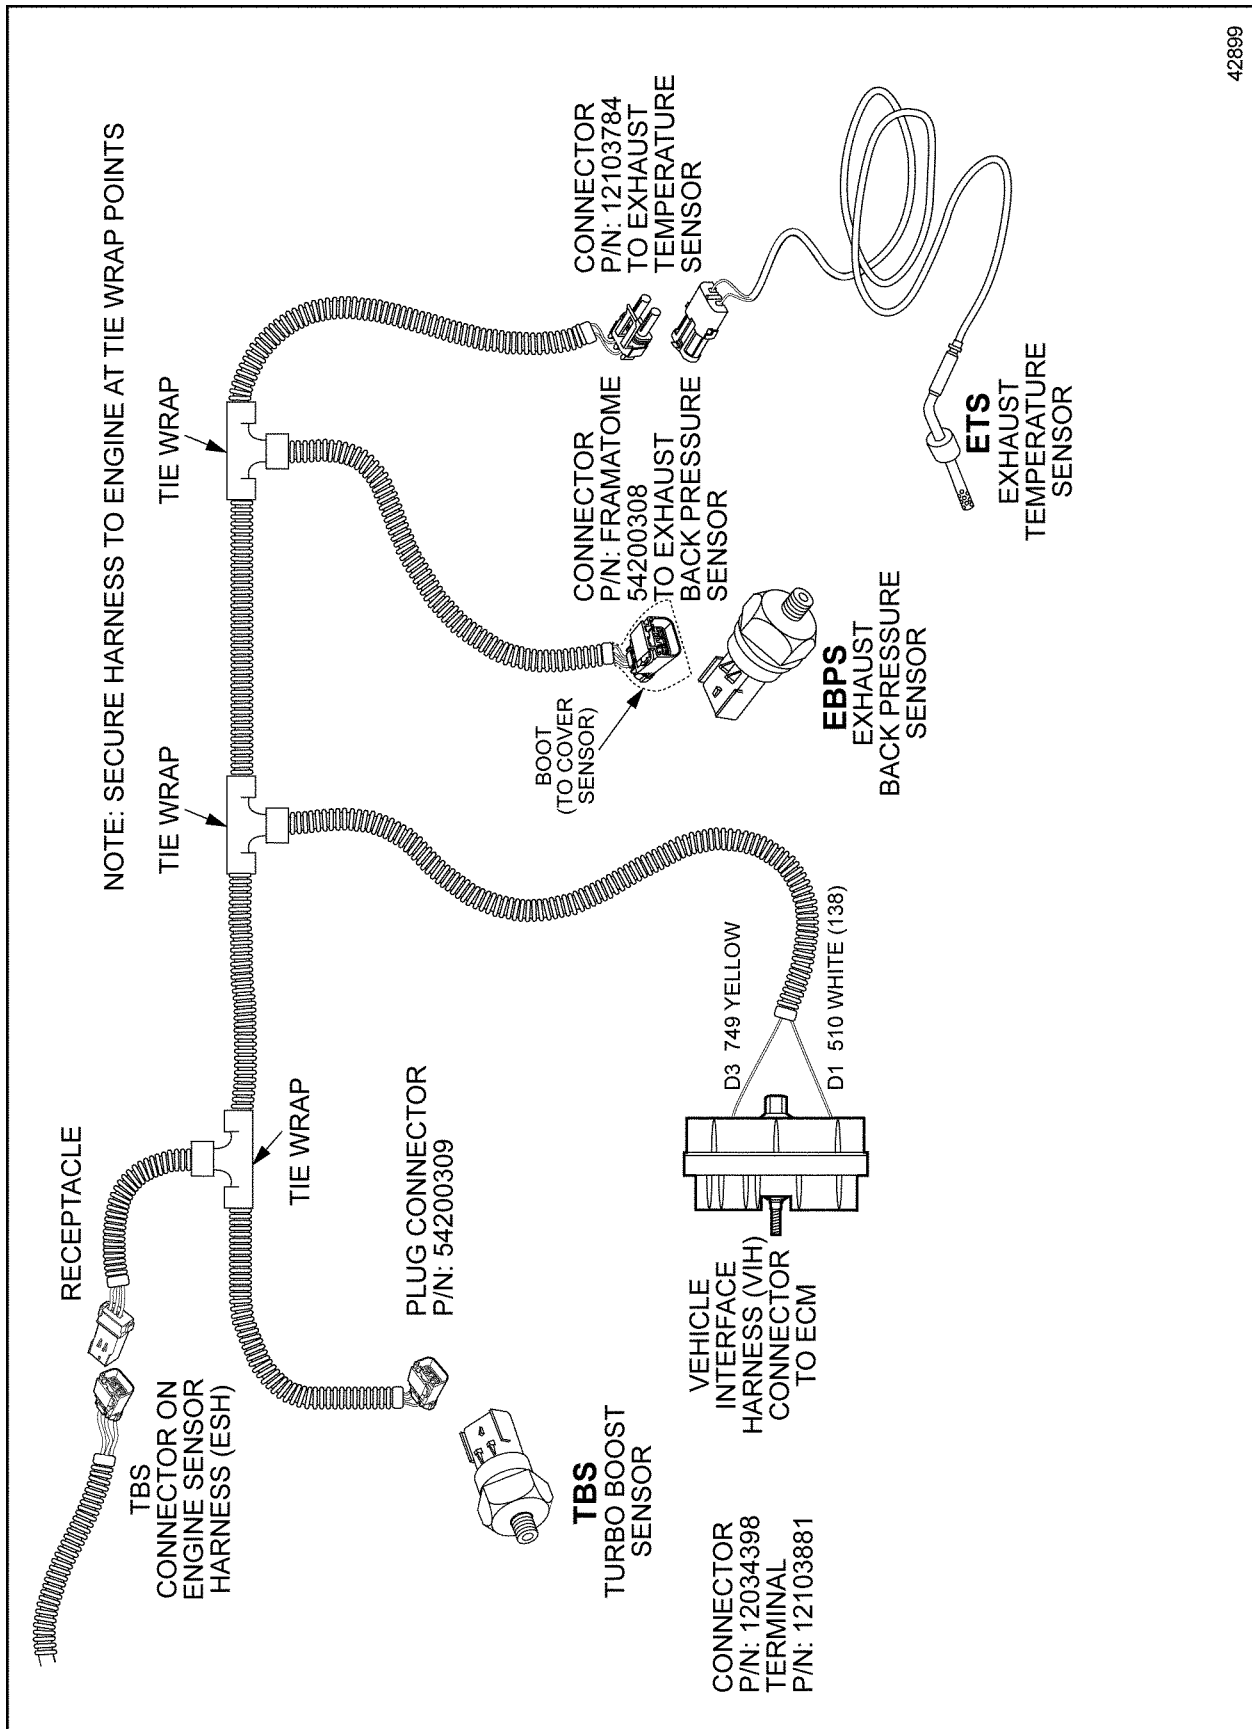 NOTE: SECURE HARNESS TO ENGINE AT TIE WRAP POINTS
RECEPTACLE
TIE WRAP
TIE WRAP
TIE WRAP
TBS
CONNECTOR ON
ENGINE SENSOR
HARNESS (ESH)
PLUG CONNECTOR
P/N: 54200309
TBS
TURBO BOOST
SENSOR
BOOT
(TO COVER
SENSOR)
CONNECTOR
P/N: FRAMATOME
54200308
TO EXHAUST
BACK PRESSURE
SENSOR
CONNECTOR
P/N: 12103784
TO EXHAUST
TEMPERATURE
SENSOR
EBPS
EXHAUST
BACK PRESSURE
SENSOR
ETS
EXHAUST
TEMPERATURE
SENSOR
D3 749 YELLOW
D1 510 WHITE (138)
VEHICLE
INTERFACE
HARNESS (VIH)
CONNECTOR
TO ECM
CONNECTOR
P/N: 12034398
TERMINAL
P/N: 12103881
42899